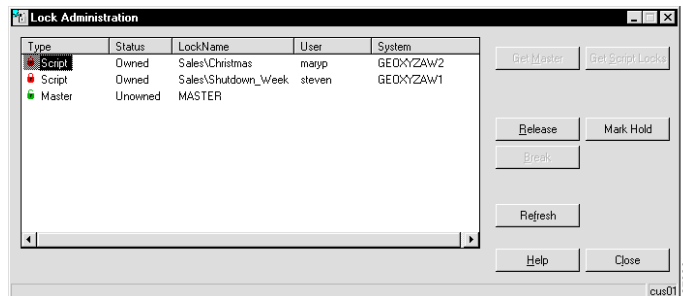 Lock Administration
Type Status LockName User System
Script Owned Sales\Christmas maryp GEOXYZAW2
Script Owned Sales\Shutdown_Week steven GEOXYZAW1
Master Unowned MASTER
Get Master Get Script Locks
Release Mark Hold
Break
Refresh
Help Close
cus01